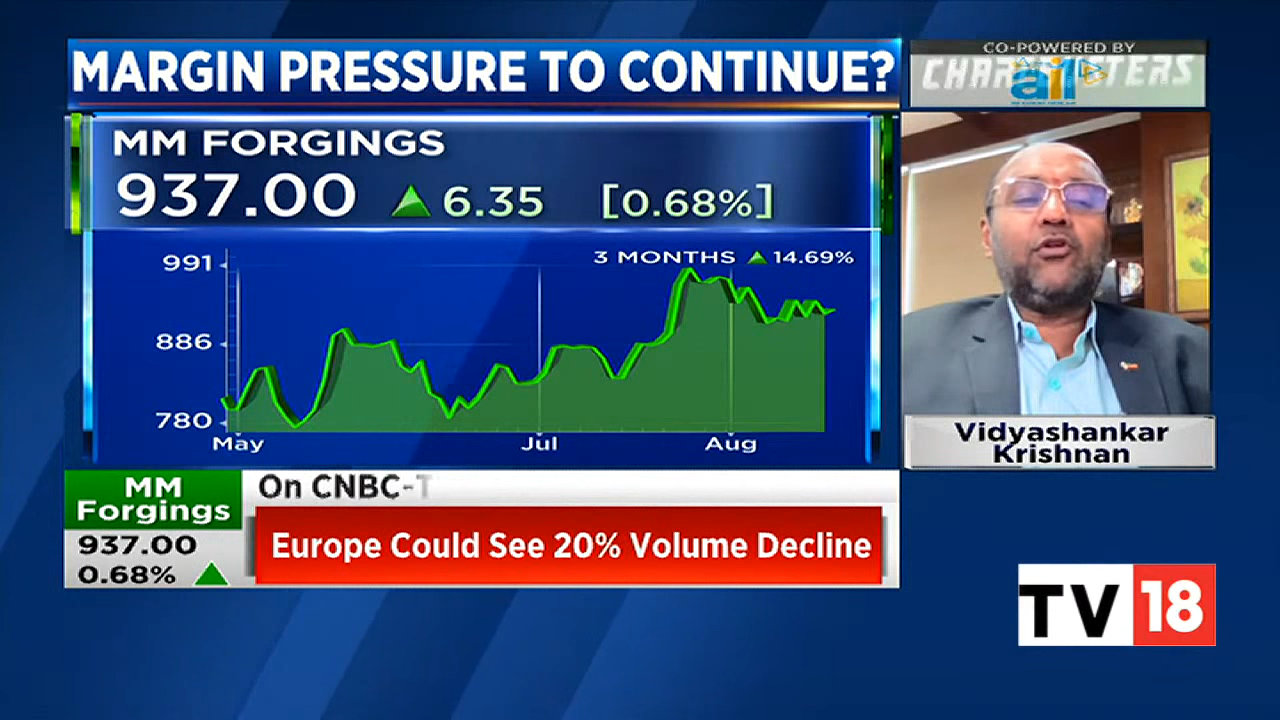 MARGIN PRESSURE TO CONTINUE?
CO-POWERED BY
MM FORGINGS
937.00 ▲ 6.35 [0.68%]
3 MONTHS ▲ 14.69%
991
886
780
May Jul Aug
Vidyashankar
Krishnan
MM
Forgings
937.00
0.68% ▲
On CNBC-T
Europe Could See 20% Volume Decline
TV 18